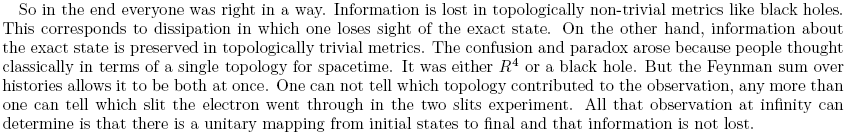 So in the end everyone was right in a way. Information is lost in topologically non-trivial metrics like black holes.
This corresponds to dissipation in which one loses sight of the exact state. On the other hand, information about
the exact state is preserved in topologically trivial metrics. The confusion and paradox arose because people thought
classically in terms of a single topology for spacetime. It was either R⁴ or a black hole. But the Feynman sum over
histories allows it to be both at once. One can not tell which topology contributed to the observation, any more than
one can tell which slit the electron went through in the two slits experiment. All that observation at infinity can
determine is that there is a unitary mapping from initial states to final and that information is not lost.